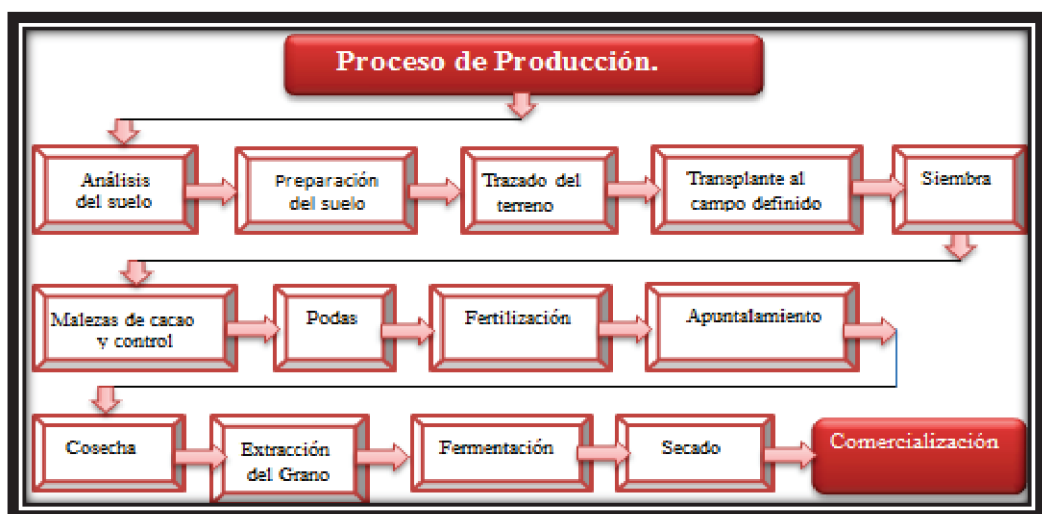 Proceso de Producción.
Análisis
del suelo
Preparación
del suelo
Trazado del
terreno
Transplante al
campo definido
Siembra
Malezas de cacao
y control
Podas
Fertilización
Apuntalamiento
Cosecha
Extracción
del Grano
Fermentación
Secado
Comercialización